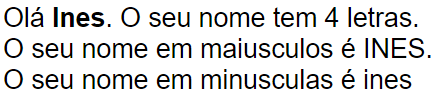 Olá Ines. O seu nome tem 4 letras.
O seu nome em maiusculos é INES.
O seu nome em minusculas é ines